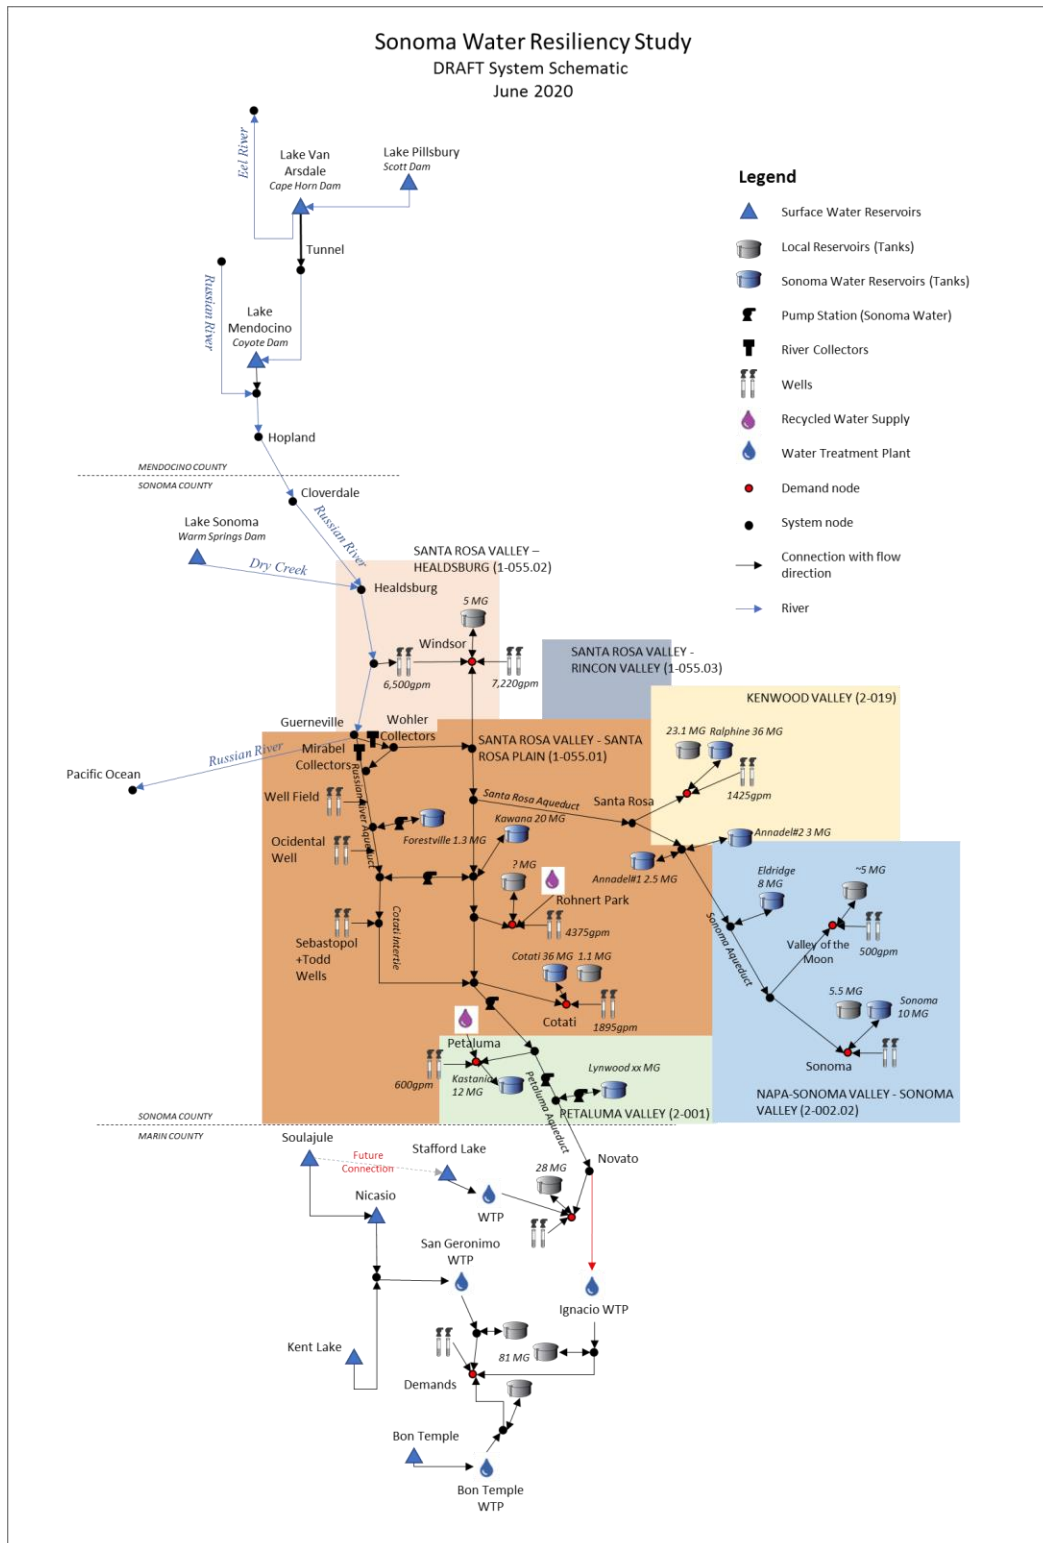 Sonoma Water Resiliency Study
DRAFT System Schematic
June 2020
Eel River
Lake Van
Arsdale
Cape Horn Dam
Lake Pillsbury
Scott Dam
Tunnel
Russian River
Lake
Mendocino
Coyote Dam
Hopland
Legend
Surface Water Reservoirs
Local Reservoirs (Tanks)
Sonoma Water Reservoirs (Tanks)
Pump Station (Sonoma Water)
River Collectors
Wells
Recycled Water Supply
Water Treatment Plant
Demand node
System node
Connection with flow
direction
River
MENDOCINO COUNTY
SONOMA COUNTY
Cloverdale
Russian River
Lake Sonoma
Warm Springs Dam
Dry Creek
SANTA ROSA VALLEY –
HEALDSBURG (1-055.02)
Healdsburg
5 MG
Windsor
6,500gpm
7,220gpm
SANTA ROSA VALLEY -
RINCON VALLEY (1-055.03)
KENWOOD VALLEY (2-019)
Guerneville
Wohler
Collectors
Mirabel
Collectors
SANTA ROSA VALLEY - SANTA
ROSA PLAIN (1-055.01)
23.1 MG
Ralphine 36 MG
1425gpm
Russian River
Pacific Ocean
Russian River Aqueduct
Well Field
Santa Rosa Aqueduct
Santa Rosa
Forestville 1.3 MG
Kawana 20 MG
Ocidental
Well
Annadel#2 3 MG
Annadel#1 2.5 MG
? MG
Rohnert Park
4375gpm
Eldridge
8 MG
~5 MG
Valley of the
Moon
500gpm
Sonoma Aqueduct
Cotati Intertie
Sebastopol
+Todd
Wells
Cotati 36 MG
1.1 MG
Cotati
1895gpm
5.5 MG
Sonoma
10 MG
Sonoma
Petaluma
600gpm
Kastania
12 MG
Lynwood xx MG
Petaluma Aqueduct
PETALUMA VALLEY (2-001)
NAPA-SONOMA VALLEY - SONOMA
VALLEY (2-002.02)
SONOMA COUNTY
MARIN COUNTY
Soulajule
Future
Connection
Stafford Lake
Novato
28 MG
WTP
Nicasio
San Geronimo
WTP
Ignacio WTP
Kent Lake
81 MG
Demands
Bon Temple
Bon Temple
WTP